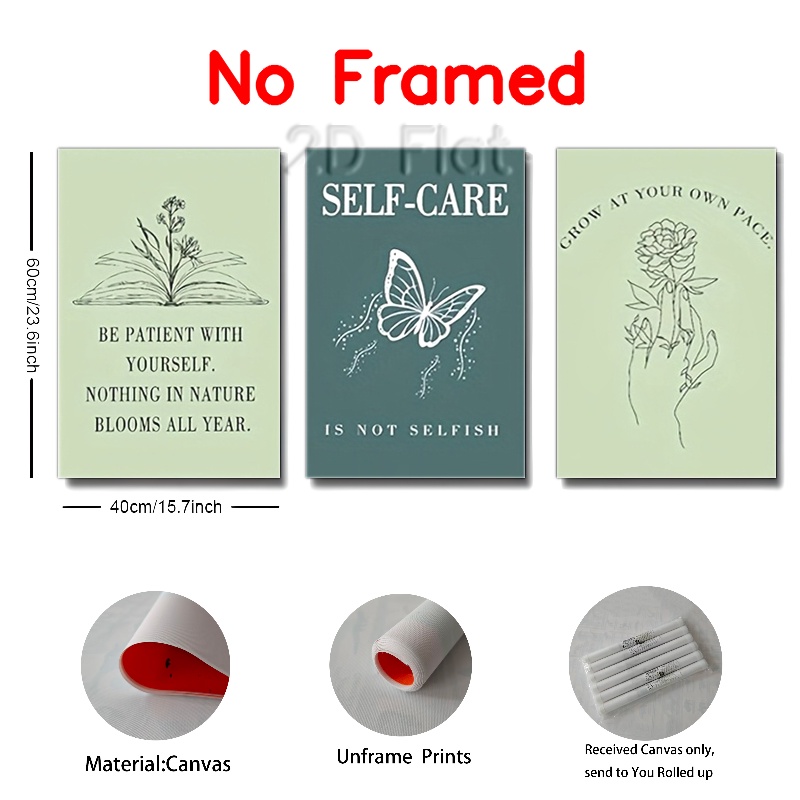 No Framed
2D Flat
60cm/23.6inch
BE PATIENT WITH
YOURSELF.
NOTHING IN NATURE
BLOOMS ALL YEAR.
SELF-CARE
IS NOT SELFISH
GROW AT YOUR OWN PACE.
40cm/15.7inch
Material:Canvas
Unframe Prints
Received Canvas only,
send to You Rolled up